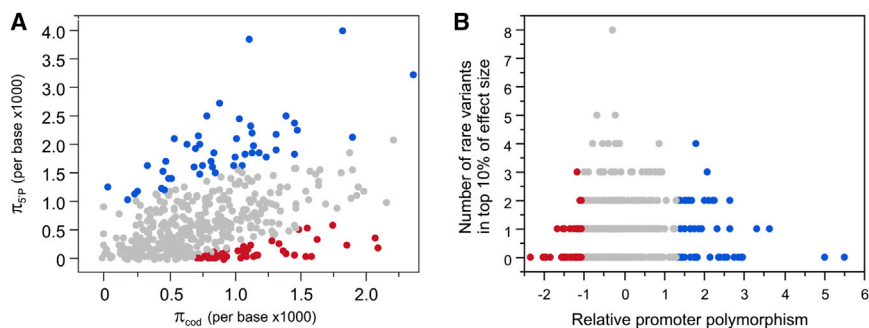 A
π5'P (per base x1000)
4.0
3.5
3.0
2.5
2.0
1.5
1.0
0.5
0
0 0.5 1.0 1.5 2.0
πcod (per base x1000)
B
Number of rare variants
in top 10% of effect size
8
7
6
5
4
3
2
1
0
-2 -1 0 1 2 3 4 5 6
Relative promoter polymorphism